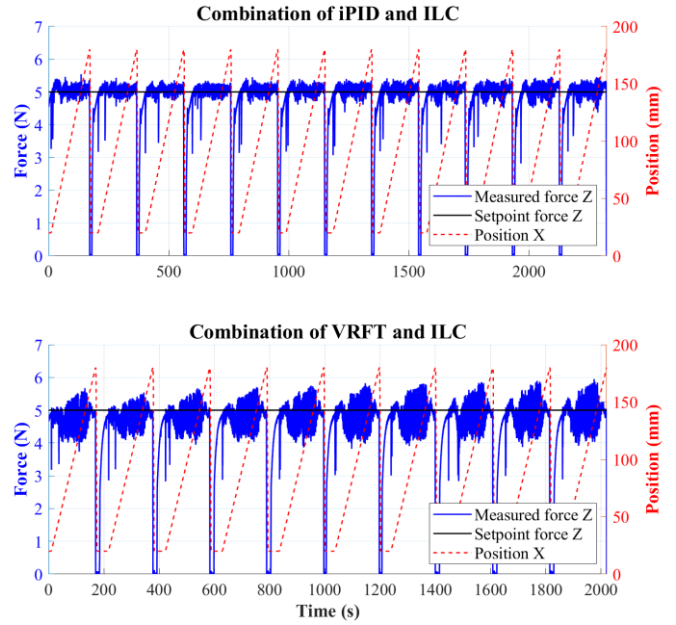 Combination of iPID and ILC
7
6
5
4
3
2
1
0
Force (N)
200
150
100
50
0
Position (mm)
Measured force Z
Setpoint force Z
Position X
0 500 1000 1500 2000
Combination of VRFT and ILC
7
6
5
4
3
2
1
0
Force (N)
200
150
100
50
0
Position (mm)
Measured force Z
Setpoint force Z
Position X
0 200 400 600 800 1000 1200 1400 1600 1800 2000
Time (s)